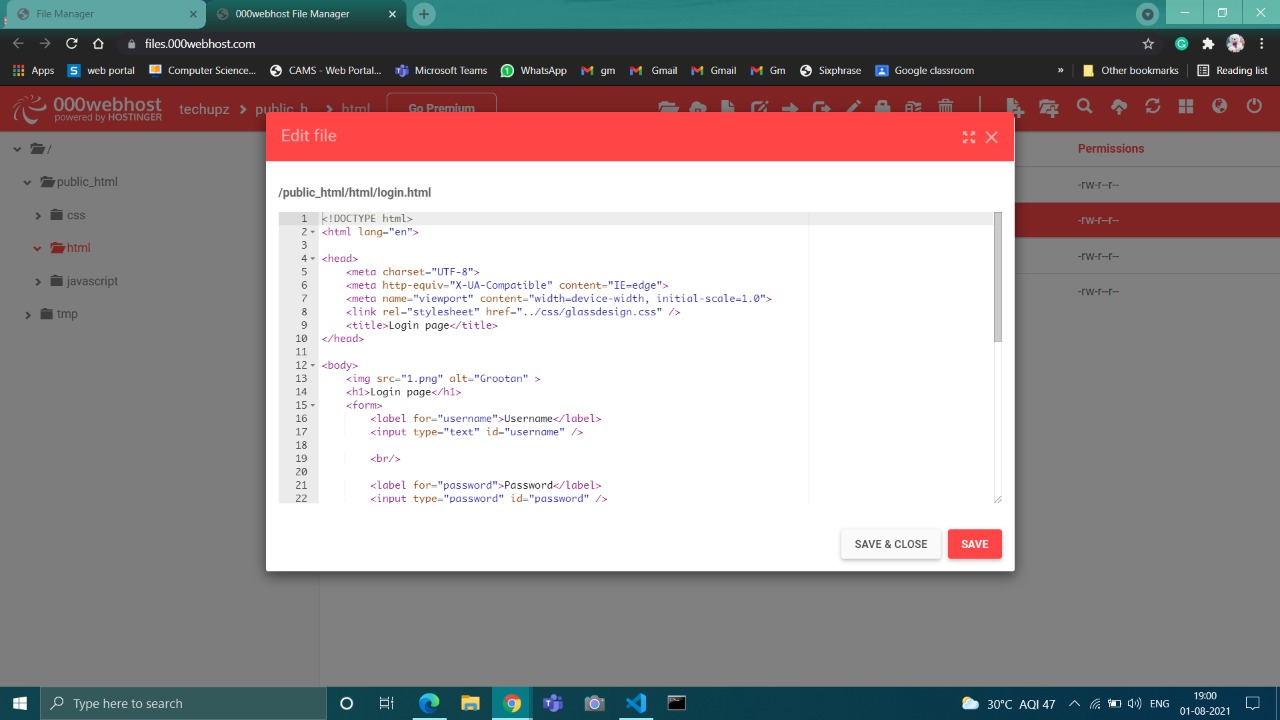 File Manager
000webhost File Manager
files.000webhost.com
Apps
web portal
Computer Science...
CAMS - Web Portal...
Microsoft Teams
WhatsApp
gm
Gmail
Gmail
Gm
Sixphrase
Google classroom
»
Other bookmarks
Reading list
000webhost
powered by HOSTINGER
techupz
public_h
html
Go Premium
Edit file
/
public_html
css
html
javascript
tmp
Permissions
-rw-r--r--
-rw-r--r--
-rw-r--r--
-rw-r--r--
/public_html/html/login.html
1 <!DOCTYPE html>
2 <html lang="en">
3
4 <head>
5 <meta charset="UTF-8">
6 <meta http-equiv="X-UA-Compatible" content="IE=edge">
7 <meta name="viewport" content="width=device-width, initial-scale=1.0">
8 <link rel="stylesheet" href="../css/glassdesign.css" />
9 <title>Login page</title>
10 </head>
11
12 <body>
13 <img src="1.png" alt="Grootan" >
14 <h1>Login page</h1>
15 <form>
16 <label for="username">Username</label>
17 <input type="text" id="username" />
18
19 <br/>
20
21 <label for="password">Password</label>
22 <input type="password" id="password" />
SAVE & CLOSE
SAVE
Type here to search
30°C AQI 47
ENG
19:00
01-08-2021